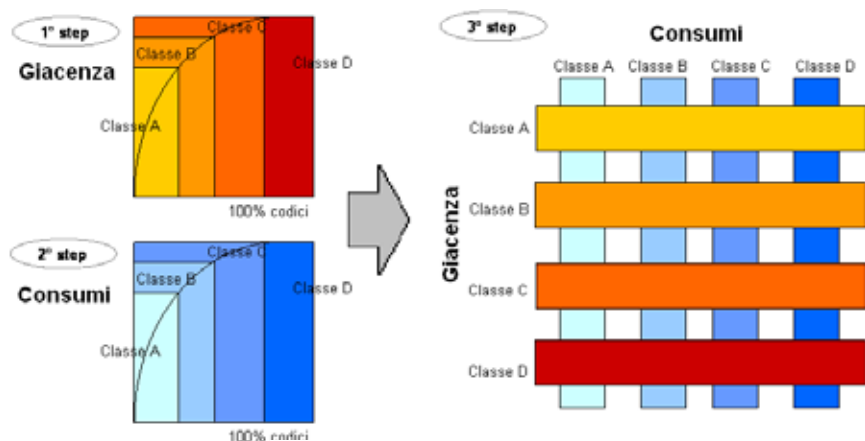 1° step
Giacenza
Classe C
Classe B
Classe A
Classe D
100% codici
2° step
Consumi
Classe C
Classe B
Classe A
Classe D
100% codici
3° step
Consumi
Classe A
Classe B
Classe C
Classe D
Giacenza
Classe A
Classe B
Classe C
Classe D